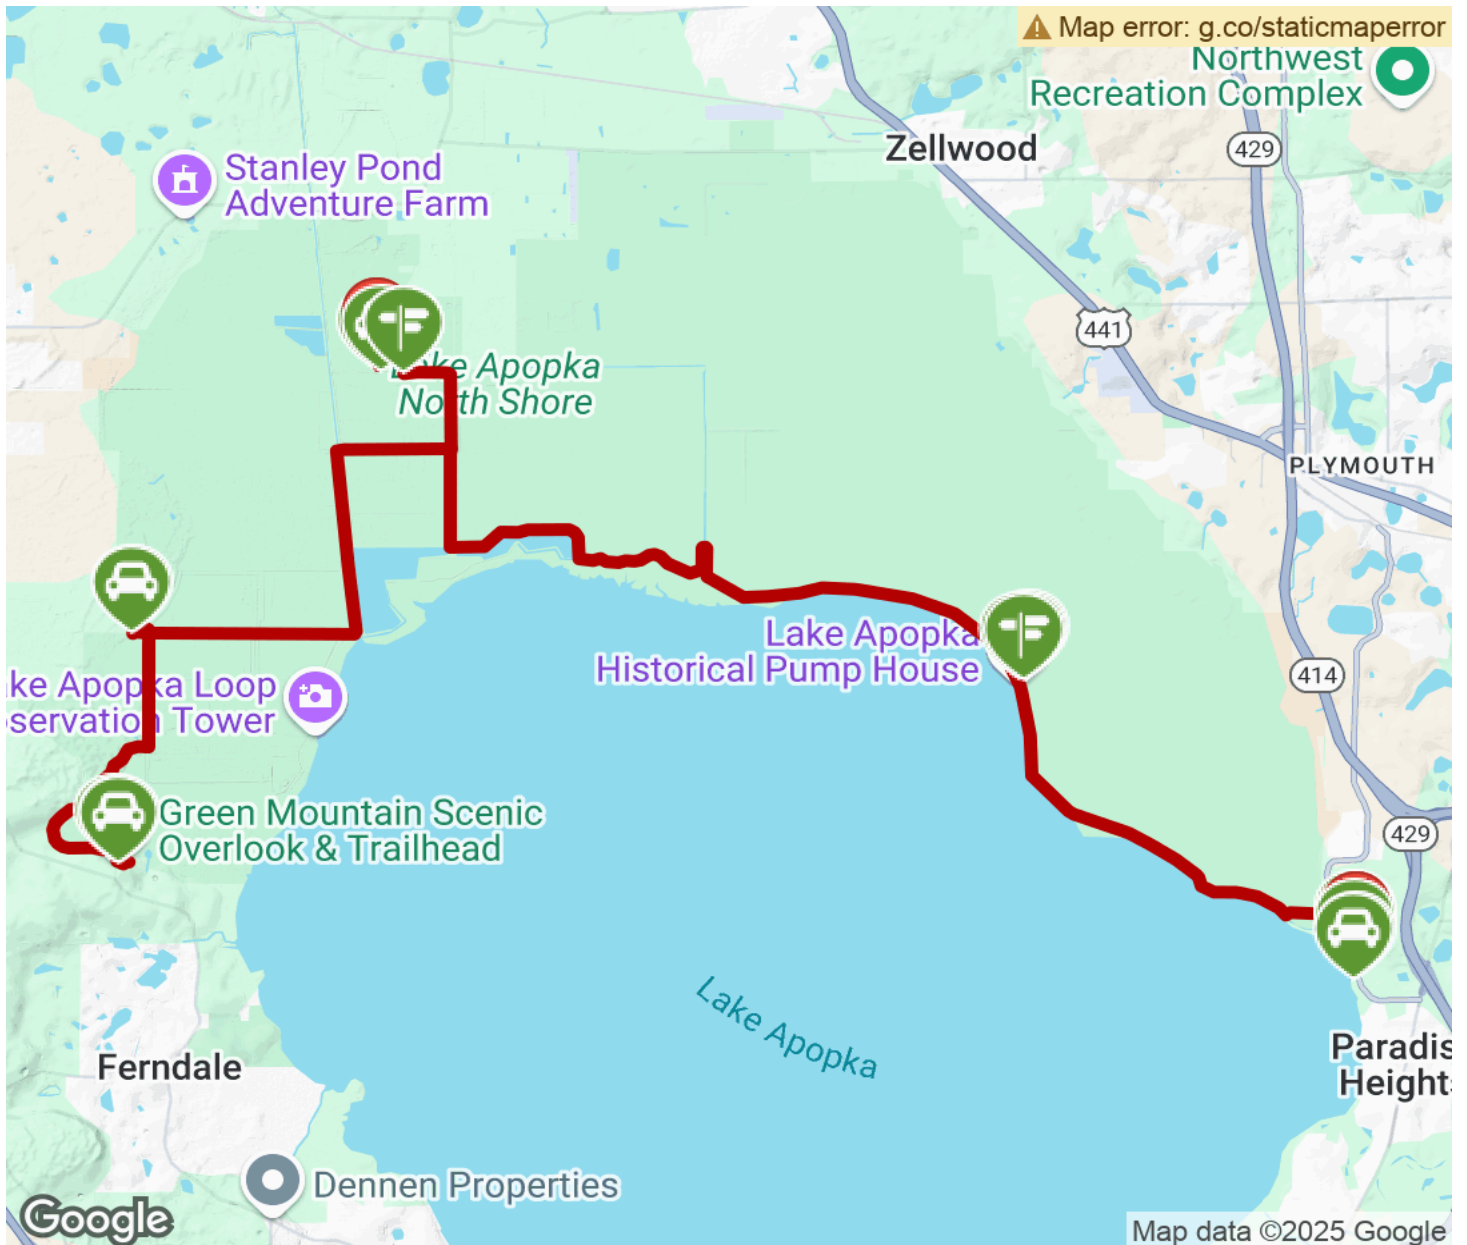 Map error: g.co/staticmaperror
Northwest
Recreation Complex
429
Zellwood
Stanley Pond
Adventure Farm
441
Lake Apopka
North Shore
PLYMOUTH
Lake Apopka
Historical Pump House
414
ke Apopka Loop
servation Tower
Green Mountain Scenic
Overlook & Trailhead
429
Lake Apopka
Ferndale
Paradis
Height
Dennen Properties
Google
Map data ©2025 Google